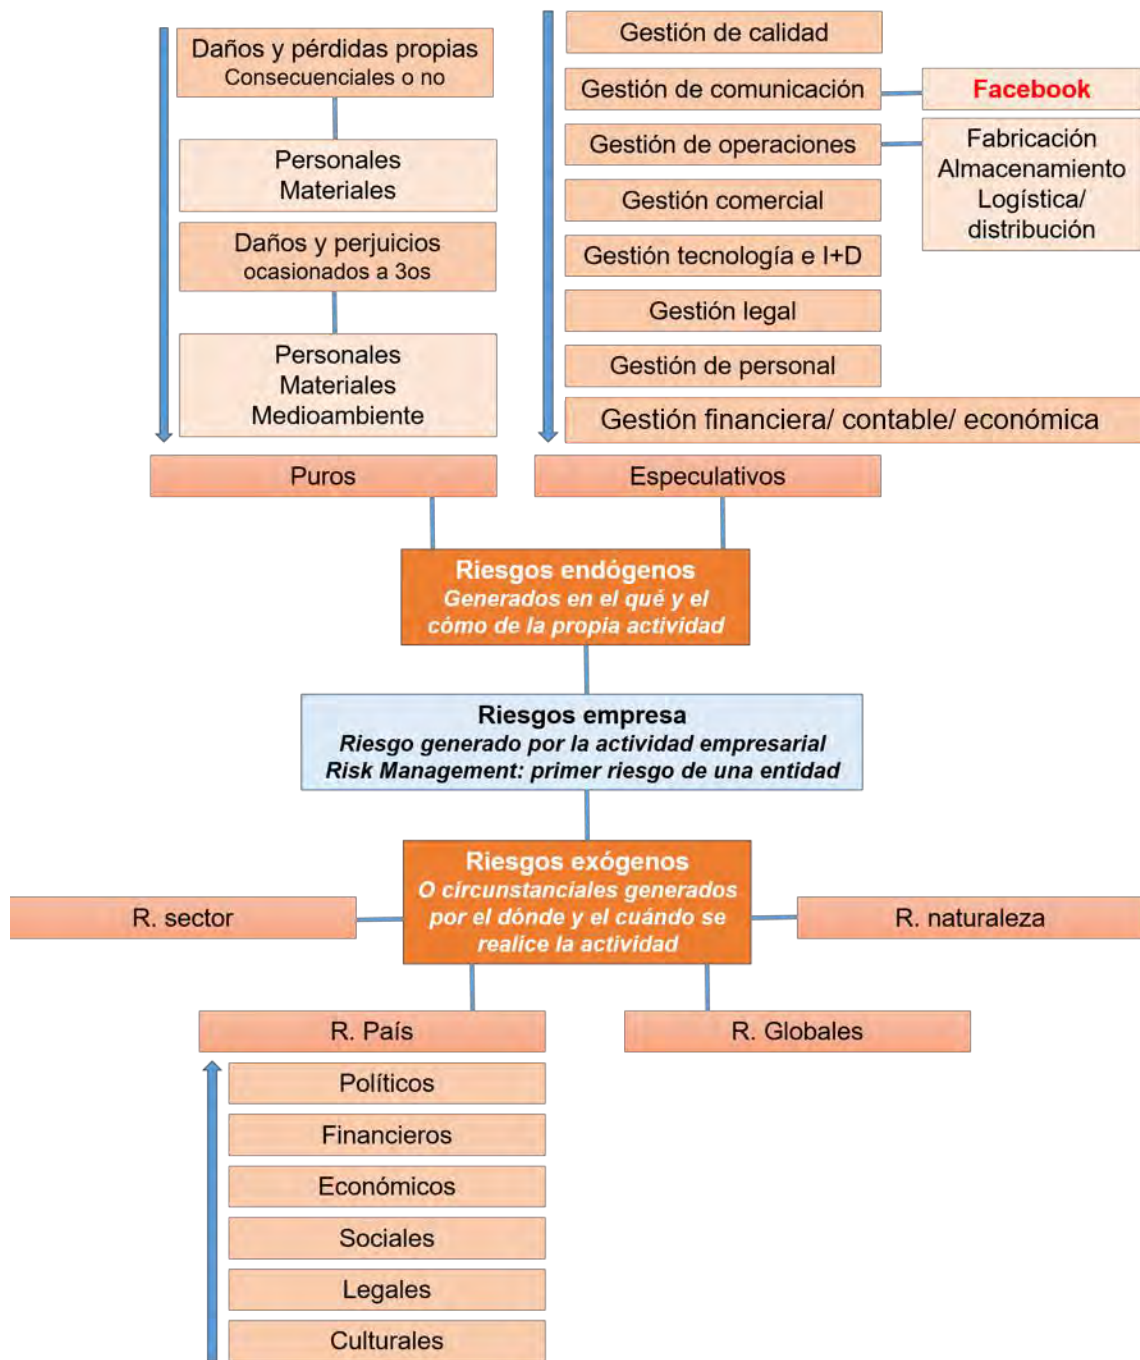 Daños y pérdidas propias
Consecuenciales o no
Personales
Materiales
Daños y perjuicios
ocasionados a 3os
Personales
Materiales
Medioambiente
Puros
Gestión de calidad
Gestión de comunicación
Facebook
Gestión de operaciones
Fabricación
Almacenamiento
Logística/
distribución
Gestión comercial
Gestión tecnología e I+D
Gestión legal
Gestión de personal
Gestión financiera/ contable/ económica
Especulativos
Riesgos endógenos
Generados en el qué y el
cómo de la propia actividad
Riesgos empresa
Riesgo generado por la actividad empresarial
Risk Management: primer riesgo de una entidad
Riesgos exógenos
O circunstanciales generados
por el dónde y el cuándo se
realice la actividad
R. sector
R. naturaleza
R. País
R. Globales
Políticos
Financieros
Económicos
Sociales
Legales
Culturales